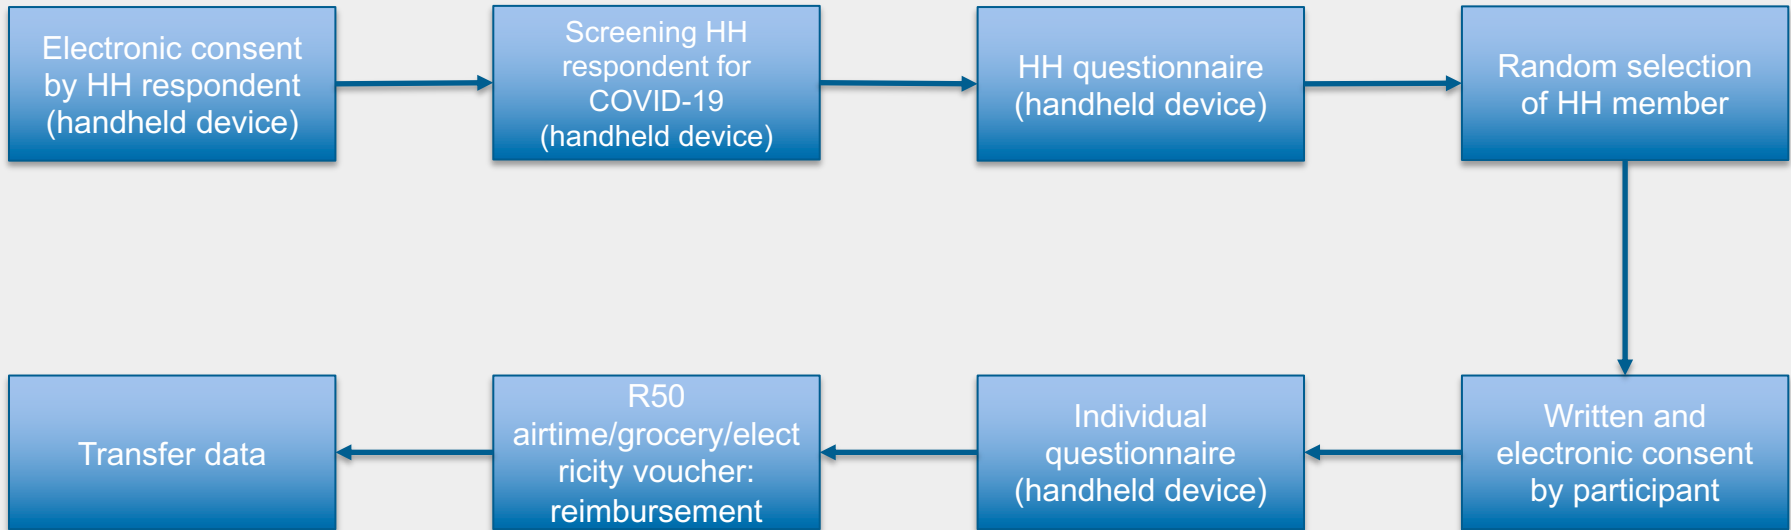 Electronic consent
by HH respondent
(handheld device)
Screening HH
respondent for
COVID-19
(handheld device)
HH questionnaire
(handheld device)
Random selection
of HH member
Written and
electronic consent
by participant
Individual
questionnaire
(handheld device)
R50
airtime/grocery/elect
ricity voucher:
reimbursement
Transfer data